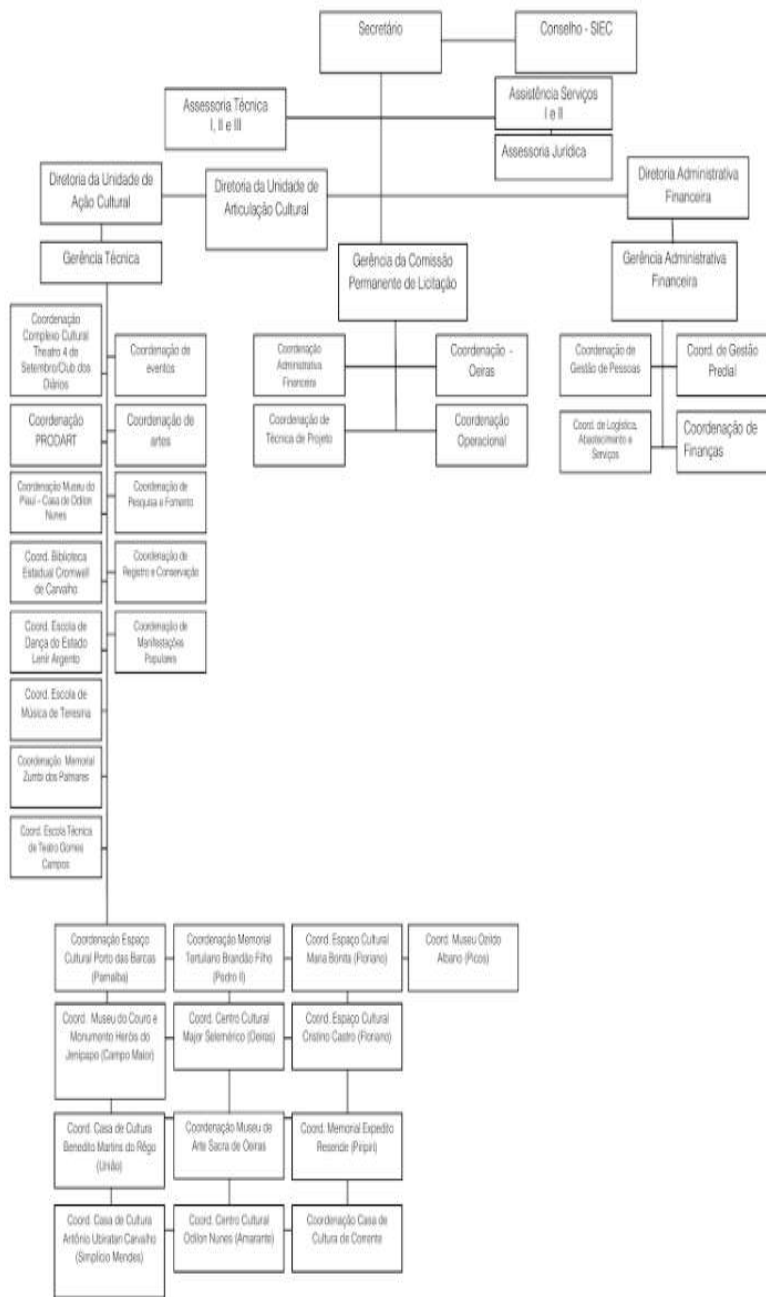 Secretário
Conselho - SIEC
Assessoria Técnica
I, II e III
Assistência Serviços
I e II
Assessoria Jurídica
Diretoria da Unidade de
Ação Cultural
Diretoria da Unidade de
Articulação Cultural
Diretoria Administrativa
Financeira
Gerência Técnica
Gerência da Comissão
Permanente de Licitação
Gerência Administrativa
Financeira
Coordenação
Complexo Cultural
Theatro 4 de
Setembro/Club dos
Diários
Coordenação de
eventos
Coordenação
Administrativa
Financeira
Coordenação -
Oeiras
Coordenação de
Gestão de Pessoas
Coord. de Gestão
Predial
Coordenação
PRODART
Coordenação de
artes
Coordenação de
Técnica de Projeto
Coordenação
Operacional
Coord. de Logística,
Abastecimento e
Serviços
Coordenação de
Finanças
Coordenação Museu do
Piauí - Casa de Odilon
Nunes
Coordenação de
Pesquisa e Fomento
Coord. Biblioteca
Estadual Cromwell
de Carvalho
Coordenação de
Registro e Conservação
Coord. Escola de
Dança do Estado
Lenir Argento
Coordenação de
Manifestações
Populares
Coord. Escola de
Música de Teresina
Coordenação Memorial
Zumbi dos Palmares
Coord. Escola Técnica
de Teatro Gomes
Campos
Coordenação Espaço
Cultural Porto das Barcas
(Parnaíba)
Coordenação Memorial
Tertuliano Brandão Filho
(Pedro II)
Coord. Espaço Cultural
Maria Bonita (Floriano)
Coord. Museu Ozildo
Albano (Picos)
Coord. Museu do Couro e
Monumento Heróis do
Jenipapo (Campo Maior)
Coord. Centro Cultural
Major Selemérico (Oeiras)
Coord. Espaço Cultural
Cristino Castro (Floriano)
Coord. Casa de Cultura
Benedito Martins do Rêgo
(União)
Coordenação Museu de
Arte Sacra de Oeiras
Coord. Memorial Expedito
Resende (Piripiri)
Coord. Casa de Cultura
Antônio Ubiratan Carvalho
(Simplício Mendes)
Coord. Centro Cultural
Odilon Nunes (Amarante)
Coordenação Casa de
Cultura de Corrente